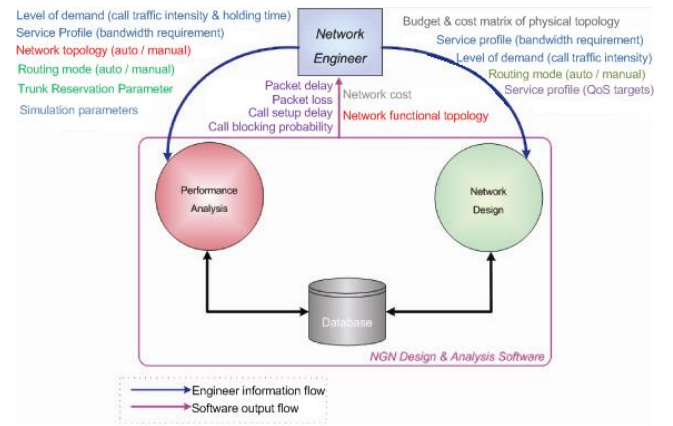 Level of demand (call traffic intensity & holding time)
Service Profile (bandwidth requirement)
Network topology (auto / manual)
Routing mode (auto / manual)
Trunk Reservation Parameter
Simulation parameters
Network
Engineer
Budget & cost matrix of physical topology
Service profile (bandwidth requirement)
Level of demand (call traffic intensity)
Routing mode (auto / manual)
Service profile (QoS targets)
Packet delay
Packet loss
Call setup delay
Call blocking probability
Network cost
Network functional topology
Performance
Analysis
Network
Design
Database
NGN Design & Analysis Software
Engineer information flow
Software output flow